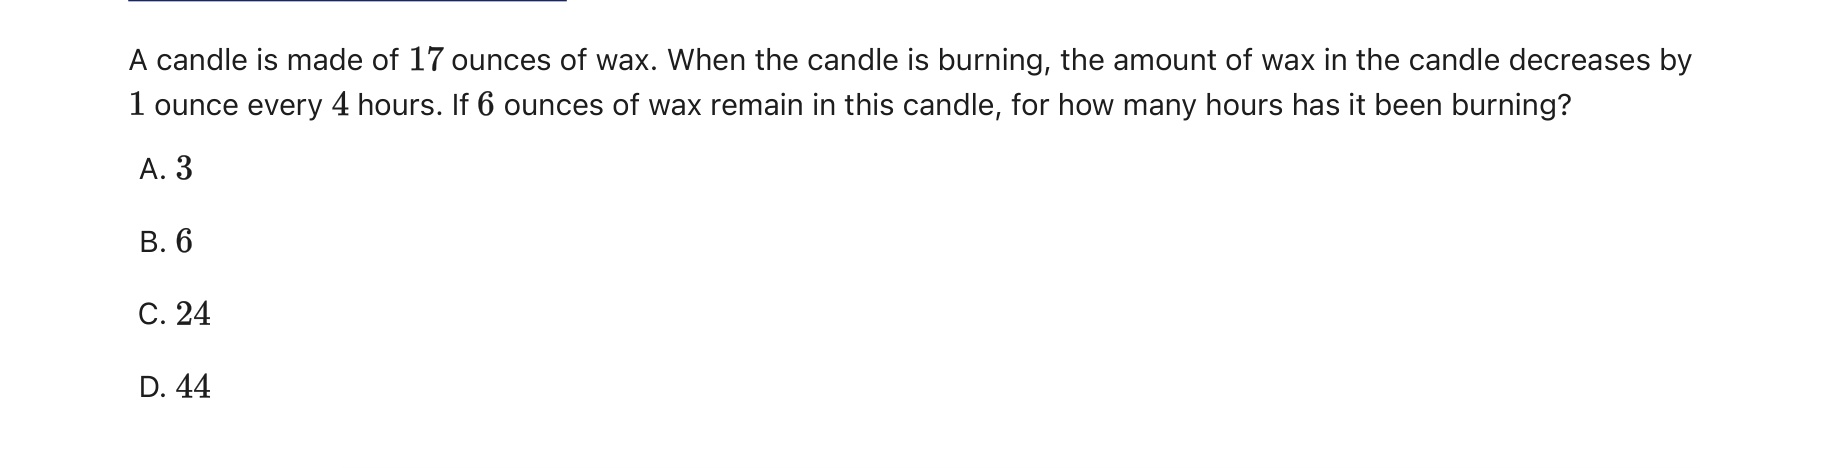 A candle is made of 17 ounces of wax. When the candle is burning, the amount of wax in the candle decreases by
1 ounce every 4 hours. If 6 ounces of wax remain in this candle, for how many hours has it been burning?
A. 3
B. 6
C. 24
D. 44